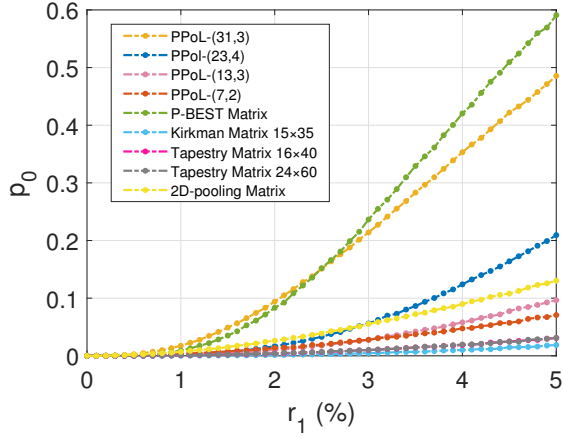 0.6
0.5
0.4
0.3
0.2
0.1
0
p0
PPoL-(31,3)
PPol-(23,4)
PPoL-(13,3)
PPoL-(7,2)
P-BEST Matrix
Kirkman Matrix 15×35
Tapestry Matrix 16×40
Tapestry Matrix 24×60
2D-pooling Matrix
0 1 2 3 4 5
r1 (%)